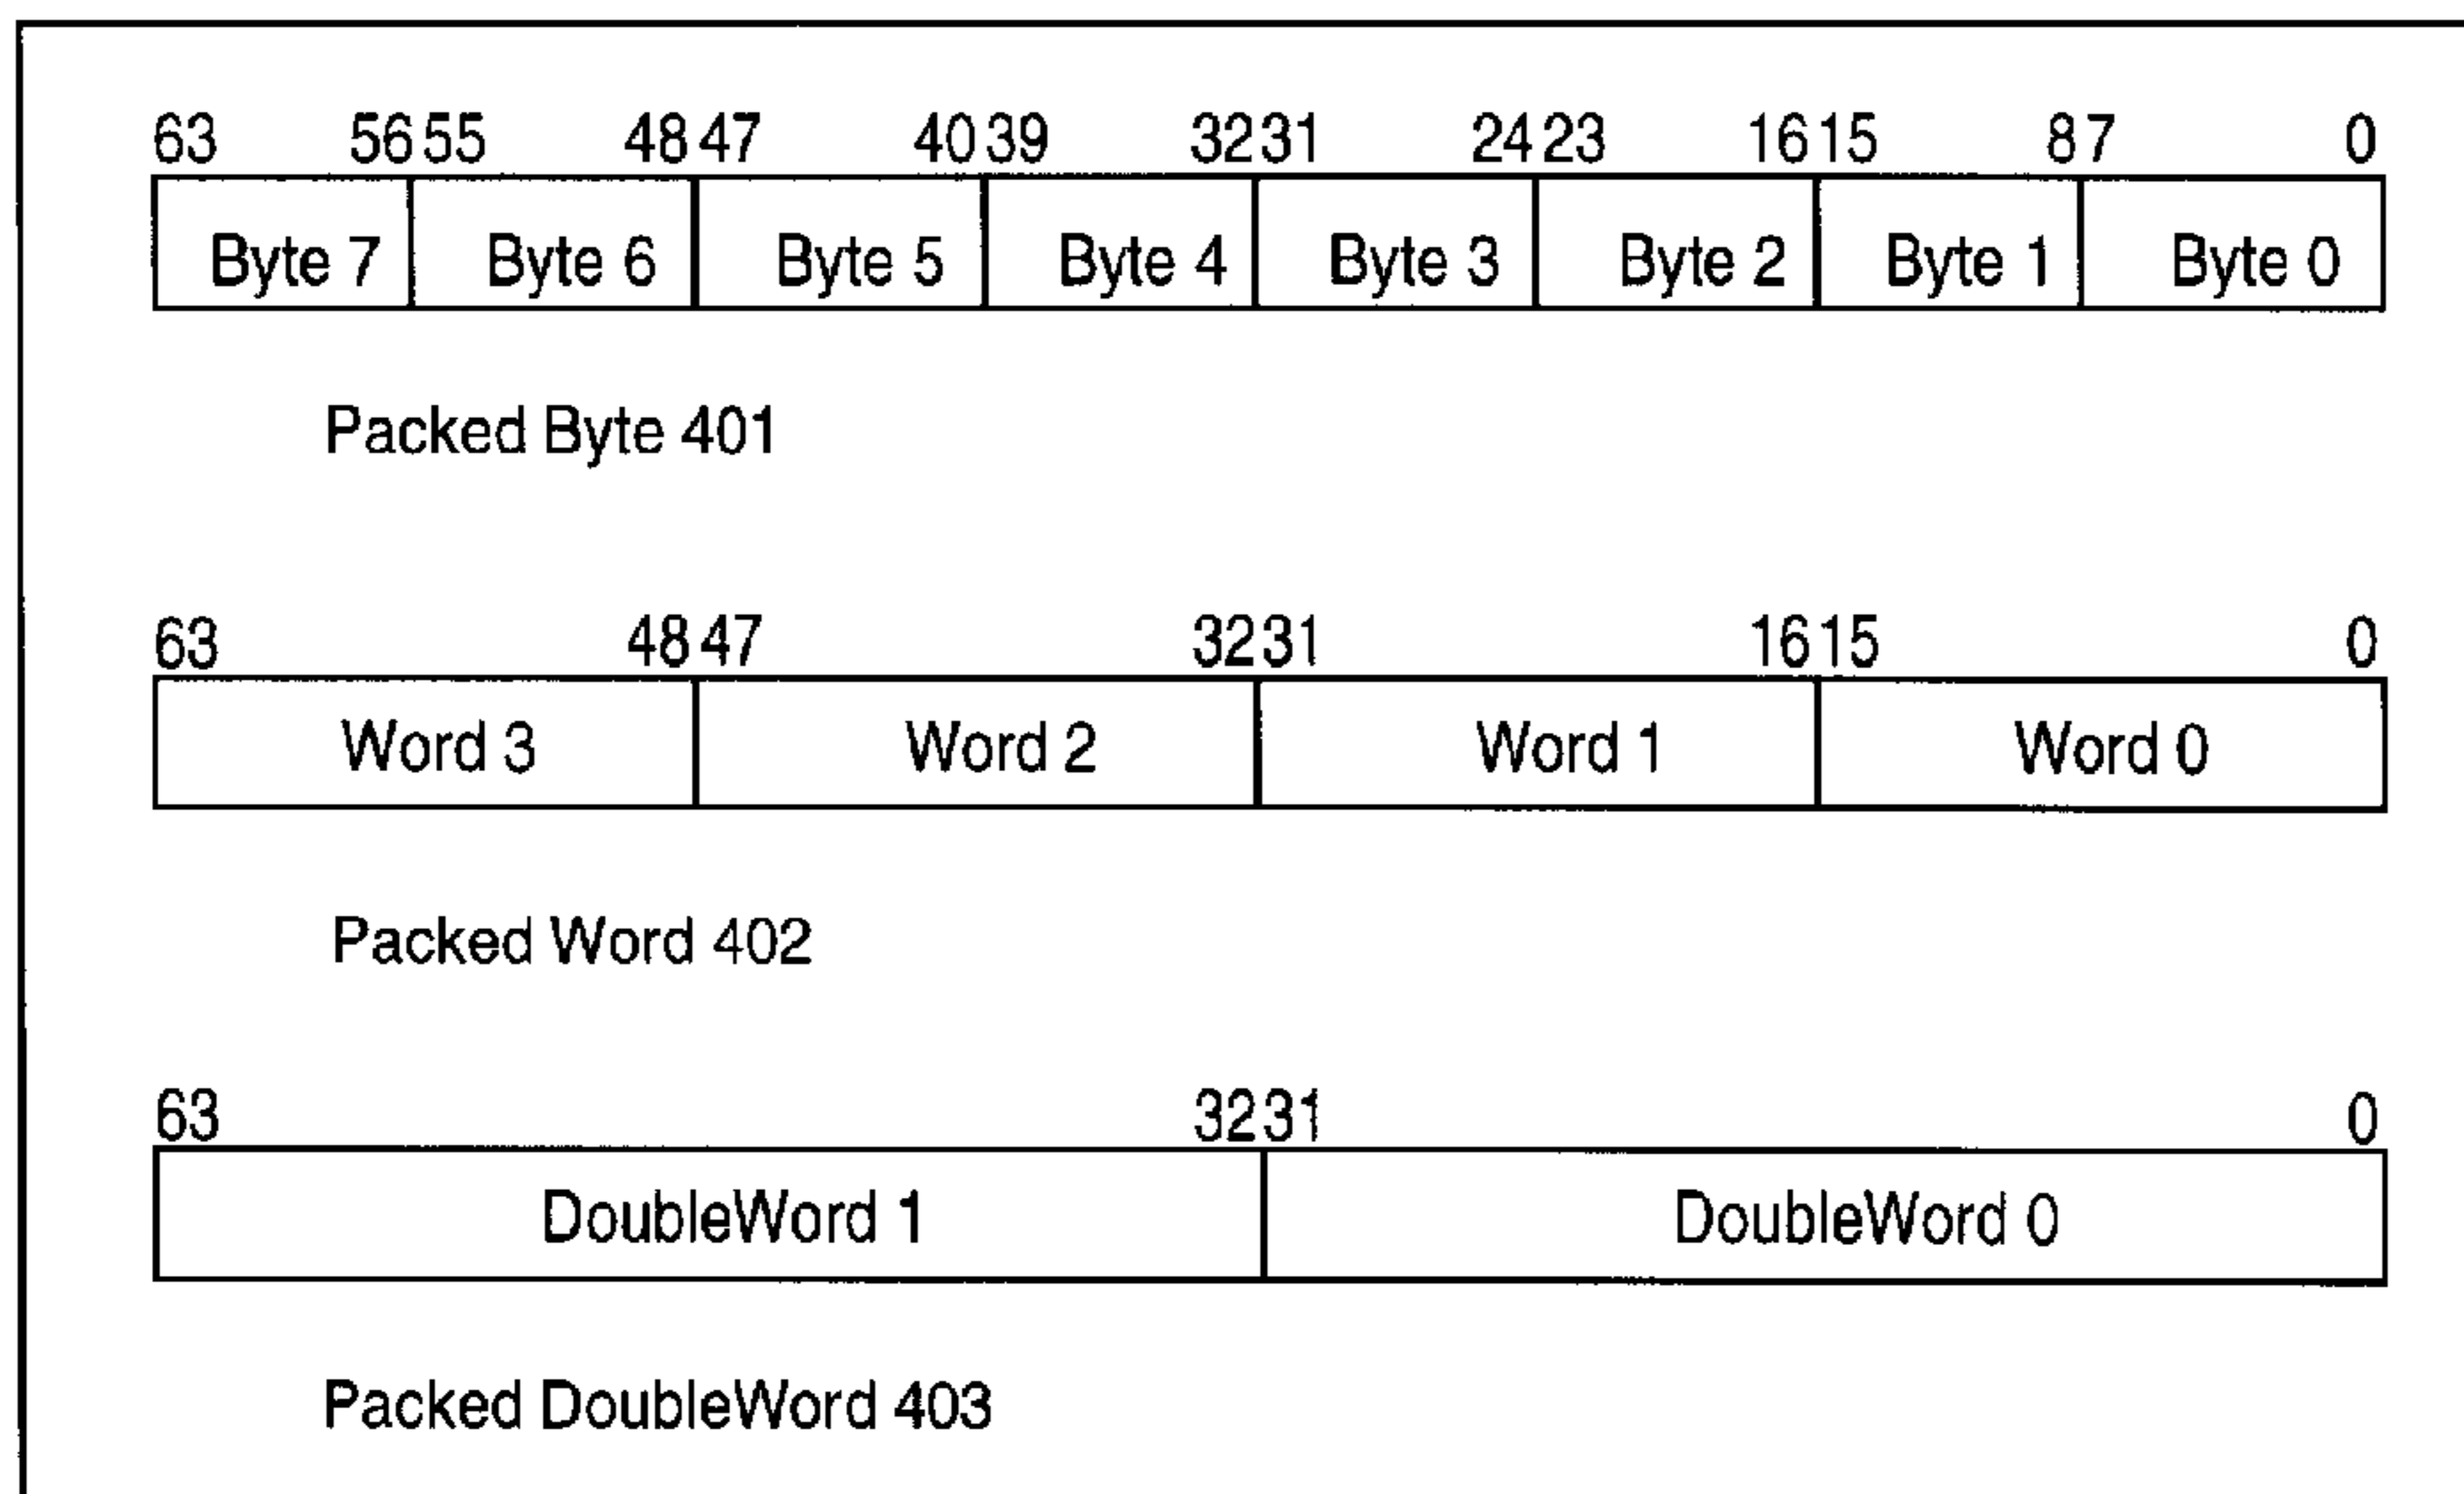 63 56 55 48 47 40 39 32 31 24 23 16 15 8 7 0
Byte 7 Byte 6 Byte 5 Byte 4 Byte 3 Byte 2 Byte 1 Byte 0
Packed Byte 401
63 48 47 32 31 16 15 0
Word 3 Word 2 Word 1 Word 0
Packed Word 402
63 32 31 0
DoubleWord 1 DoubleWord 0
Packed DoubleWord 403